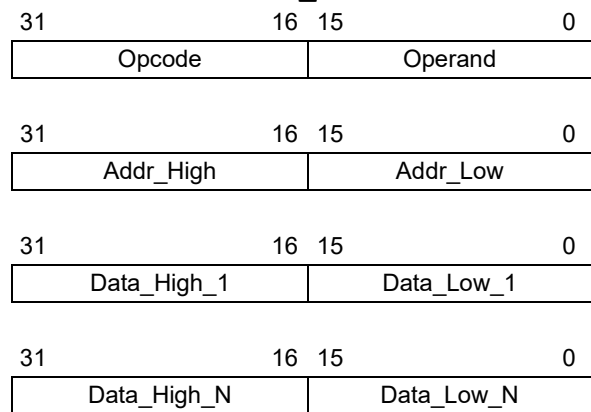 31 16 15 0
Opcode Operand
31 16 15 0
Addr_High Addr_Low
31 16 15 0
Data_High_1 Data_Low_1
31 16 15 0
Data_High_N Data_Low_N